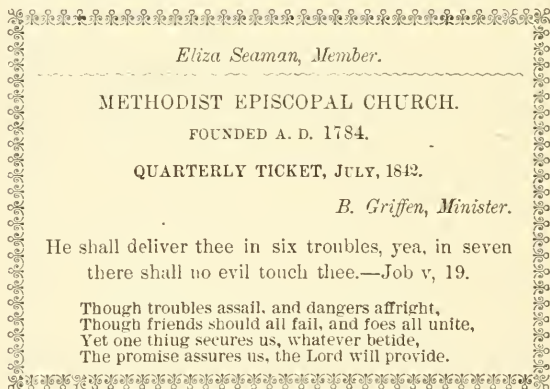 Eliza Seaman, Member.
METHODIST EPISCOPAL CHURCH.
FOUNDED A. D. 1784.
QUARTERLY TICKET, JULY, 1842.
B. Griffen, Minister.
He shall deliver thee in six troubles, yea, in seven
there shall no evil touch thee.—Job v, 19.
Though troubles assail, and dangers affright,
Though friends should all fail, and foes all unite,
Yet one thiug secures us, whatever betide,
The promise assures us, the Lord will provide.